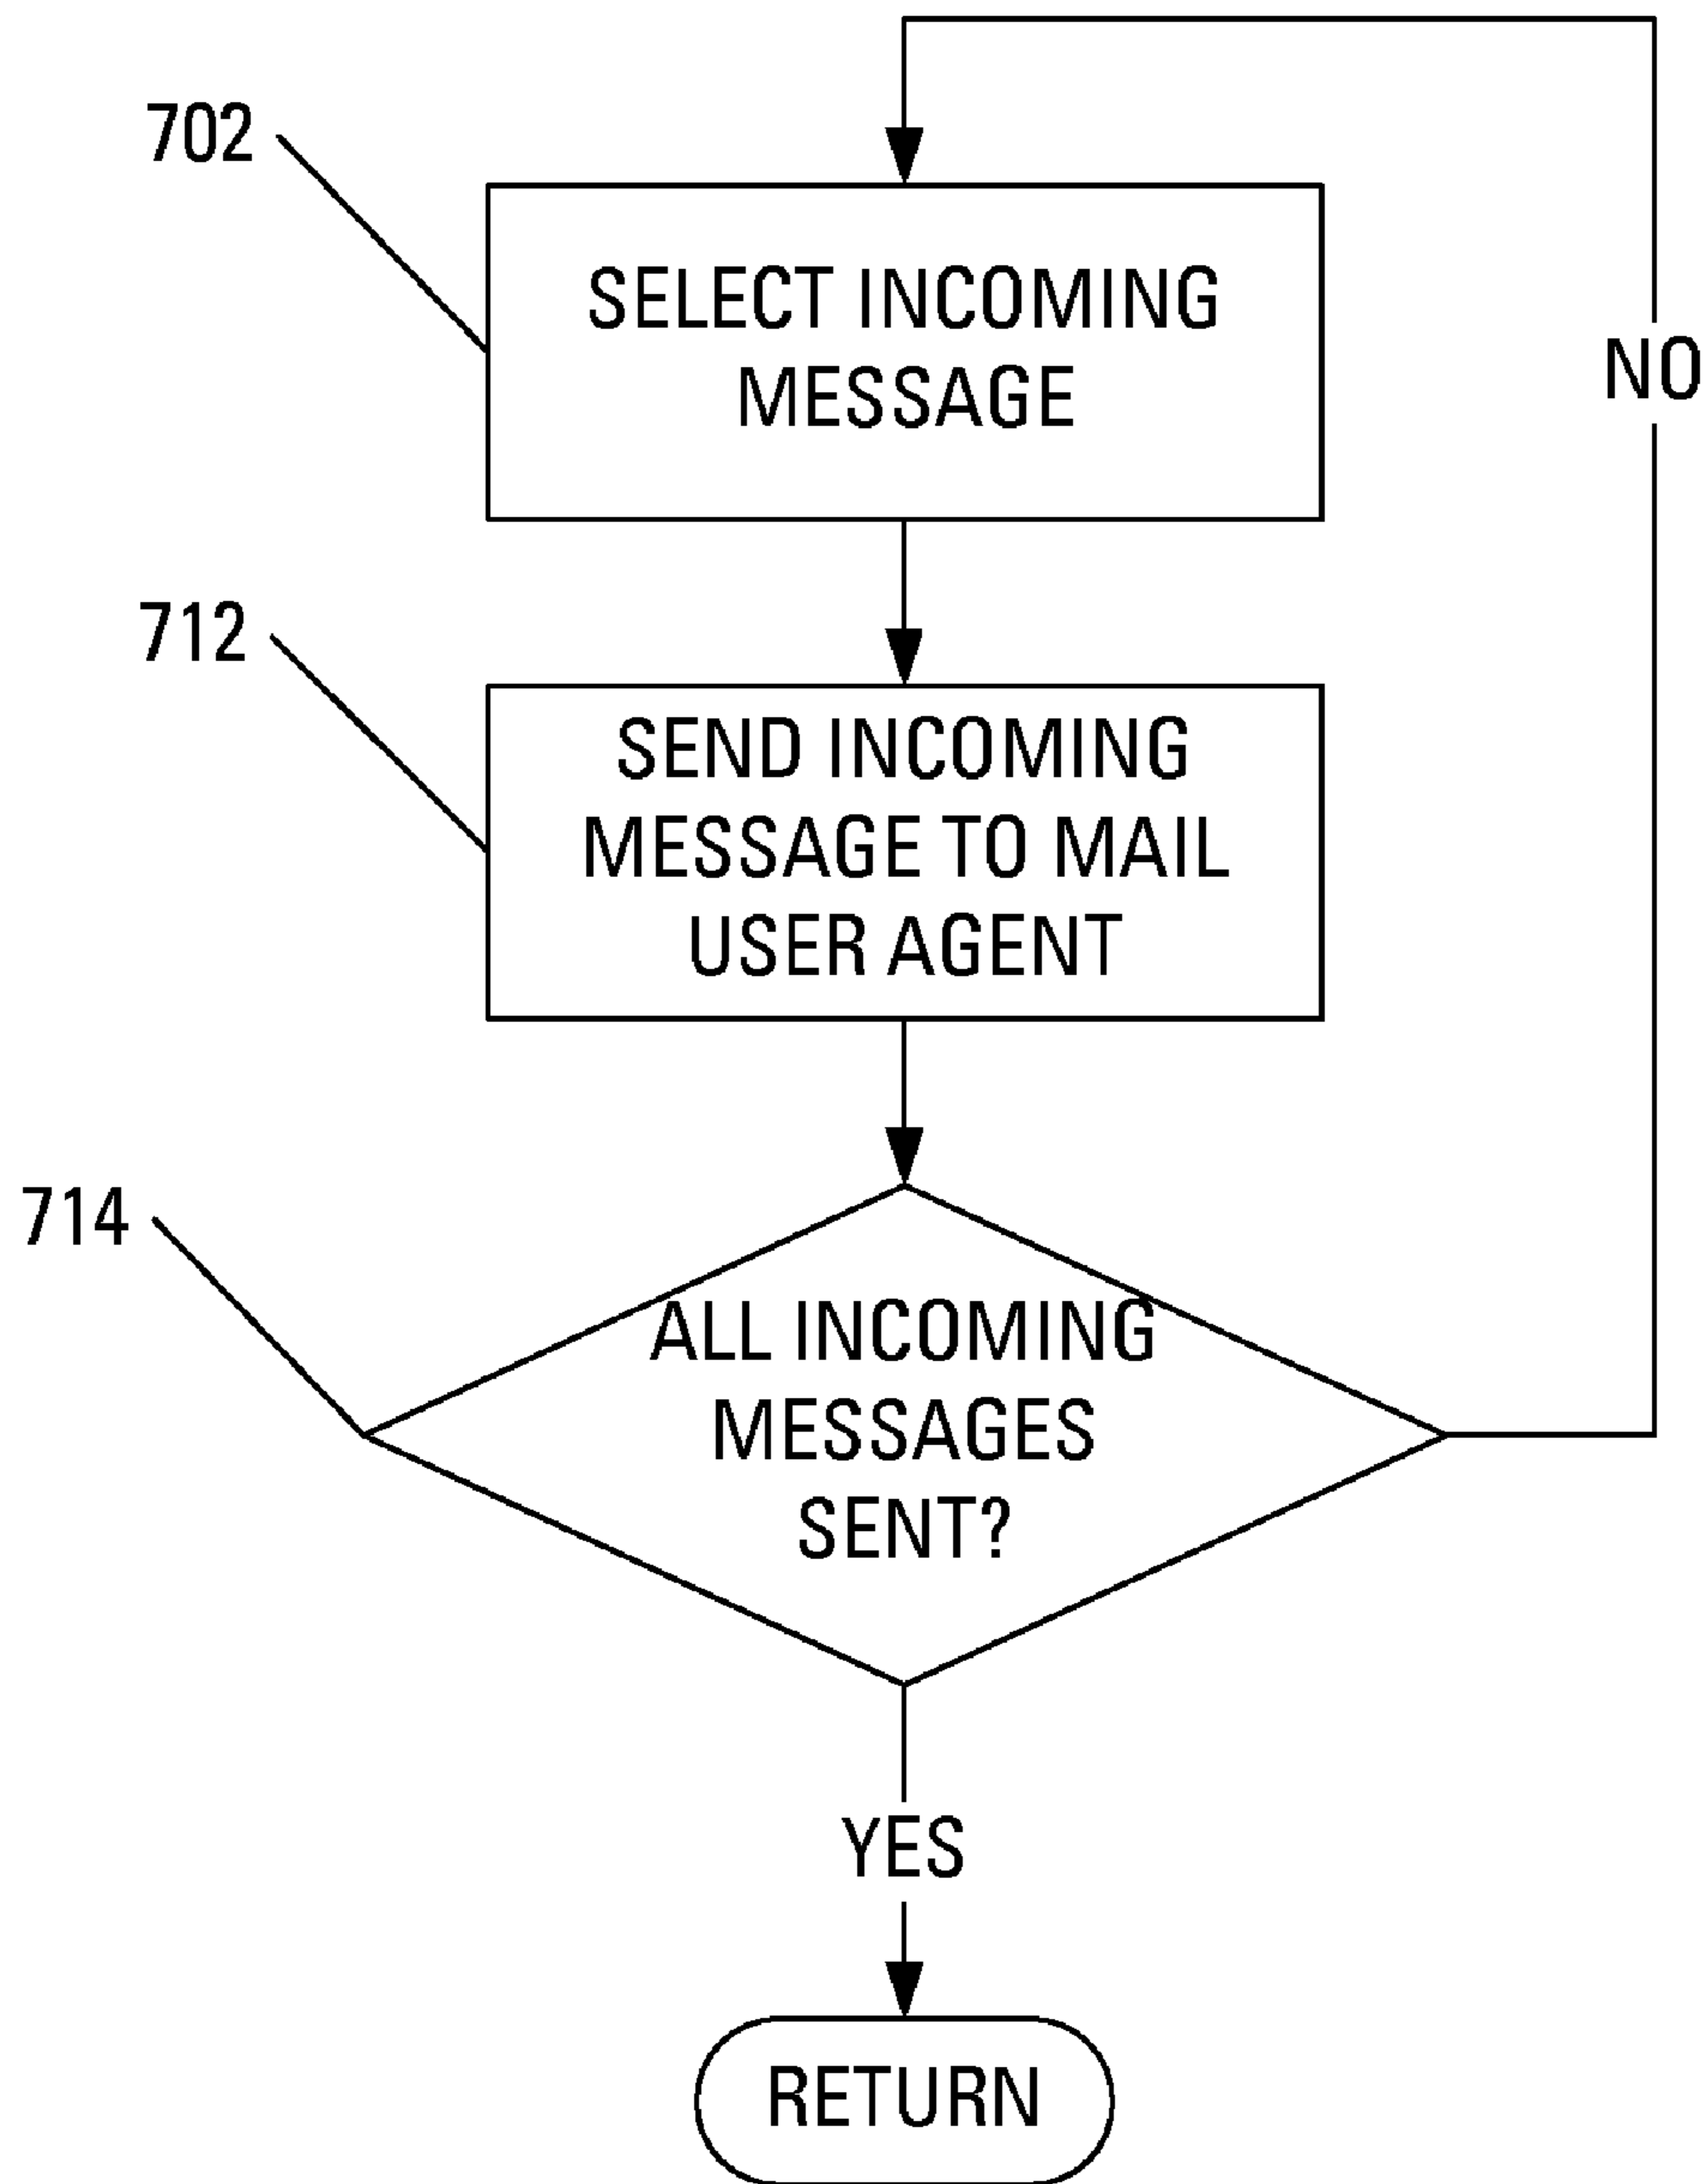 702
SELECT INCOMING
MESSAGE
NO
712
SEND INCOMING
MESSAGE TO MAIL
USER AGENT
714
ALL INCOMING
MESSAGES
SENT?
YES
RETURN